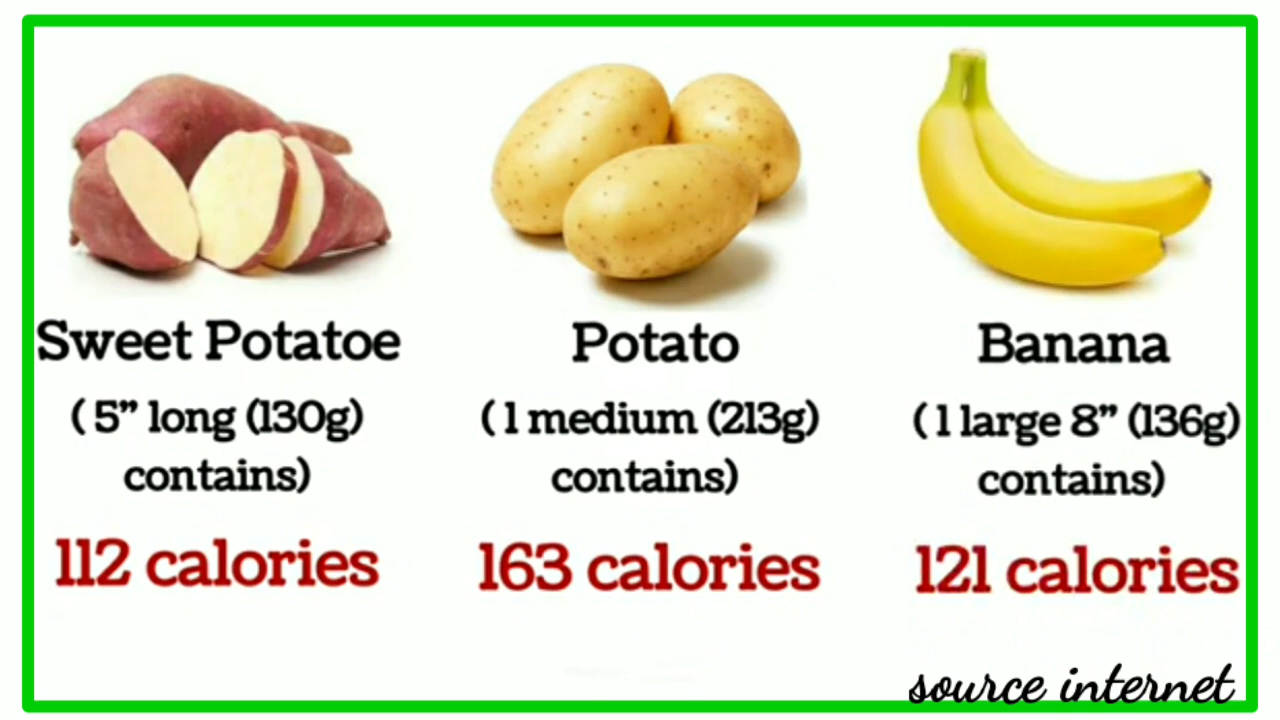 Sweet Potatoe
( 5” long (130g)
contains)
112 calories
Potato
( 1 medium (213g)
contains)
163 calories
Banana
( 1 large 8” (136g)
contains)
121 calories
source internet